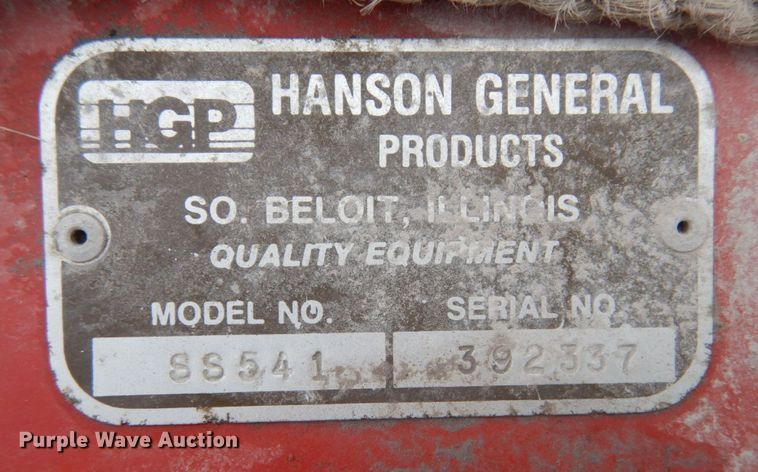 HGP
HANSON GENERAL
PRODUCTS
SO. BELOIT, ILLINOIS
QUALITY EQUIPMENT
MODEL NO. SERIAL NO.
SS541 392337
Purple Wave Auction